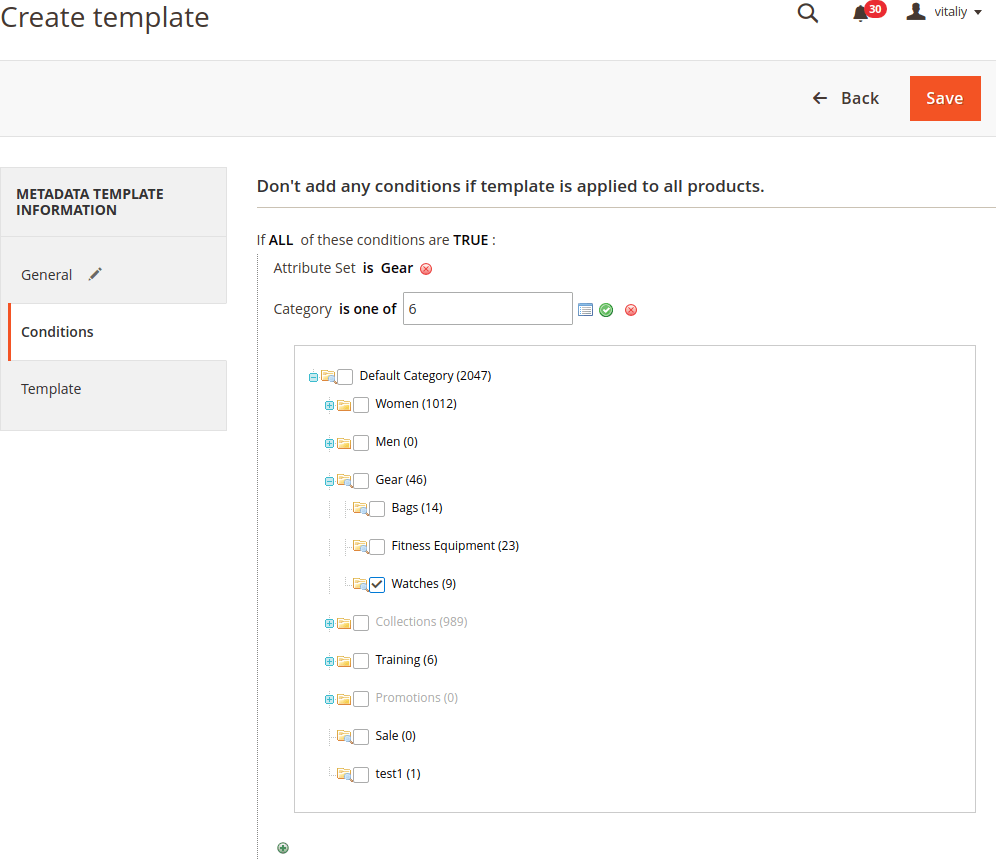 Create template
30
vitaliy
Back
Save
METADATA TEMPLATE
INFORMATION
General
Conditions
Template
Don't add any conditions if template is applied to all products.
If ALL of these conditions are TRUE :
Attribute Set is Gear
Category is one of 6
Default Category (2047)
Women (1012)
Men (0)
Gear (46)
Bags (14)
Fitness Equipment (23)
Watches (9)
Collections (989)
Training (6)
Promotions (0)
Sale (0)
test1 (1)